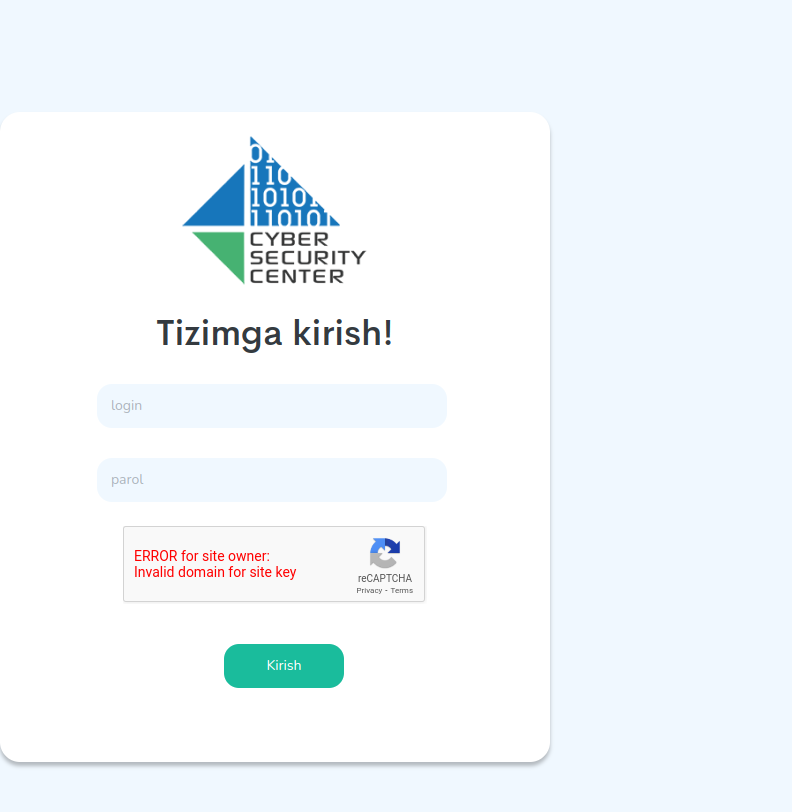 01
110
10101
110101
CYBER
SECURITY
CENTER
Tizimga kirish!
login
parol
ERROR for site owner:
Invalid domain for site key
reCAPTCHA
Privacy - Terms
Kirish